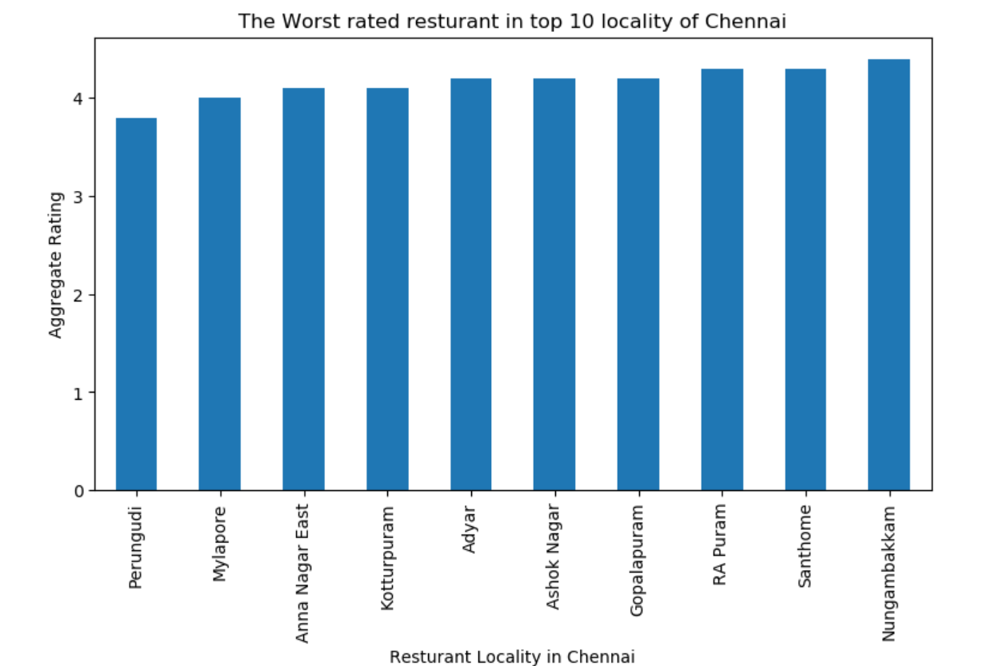 The Worst rated resturant in top 10 locality of Chennai
Aggregate Rating
4
3
2
1
0
Perungudi
Mylapore
Anna Nagar East
Kotturpuram
Adyar
Ashok Nagar
Gopalapuram
RA Puram
Santhome
Nungambakkam
Resturant Locality in Chennai